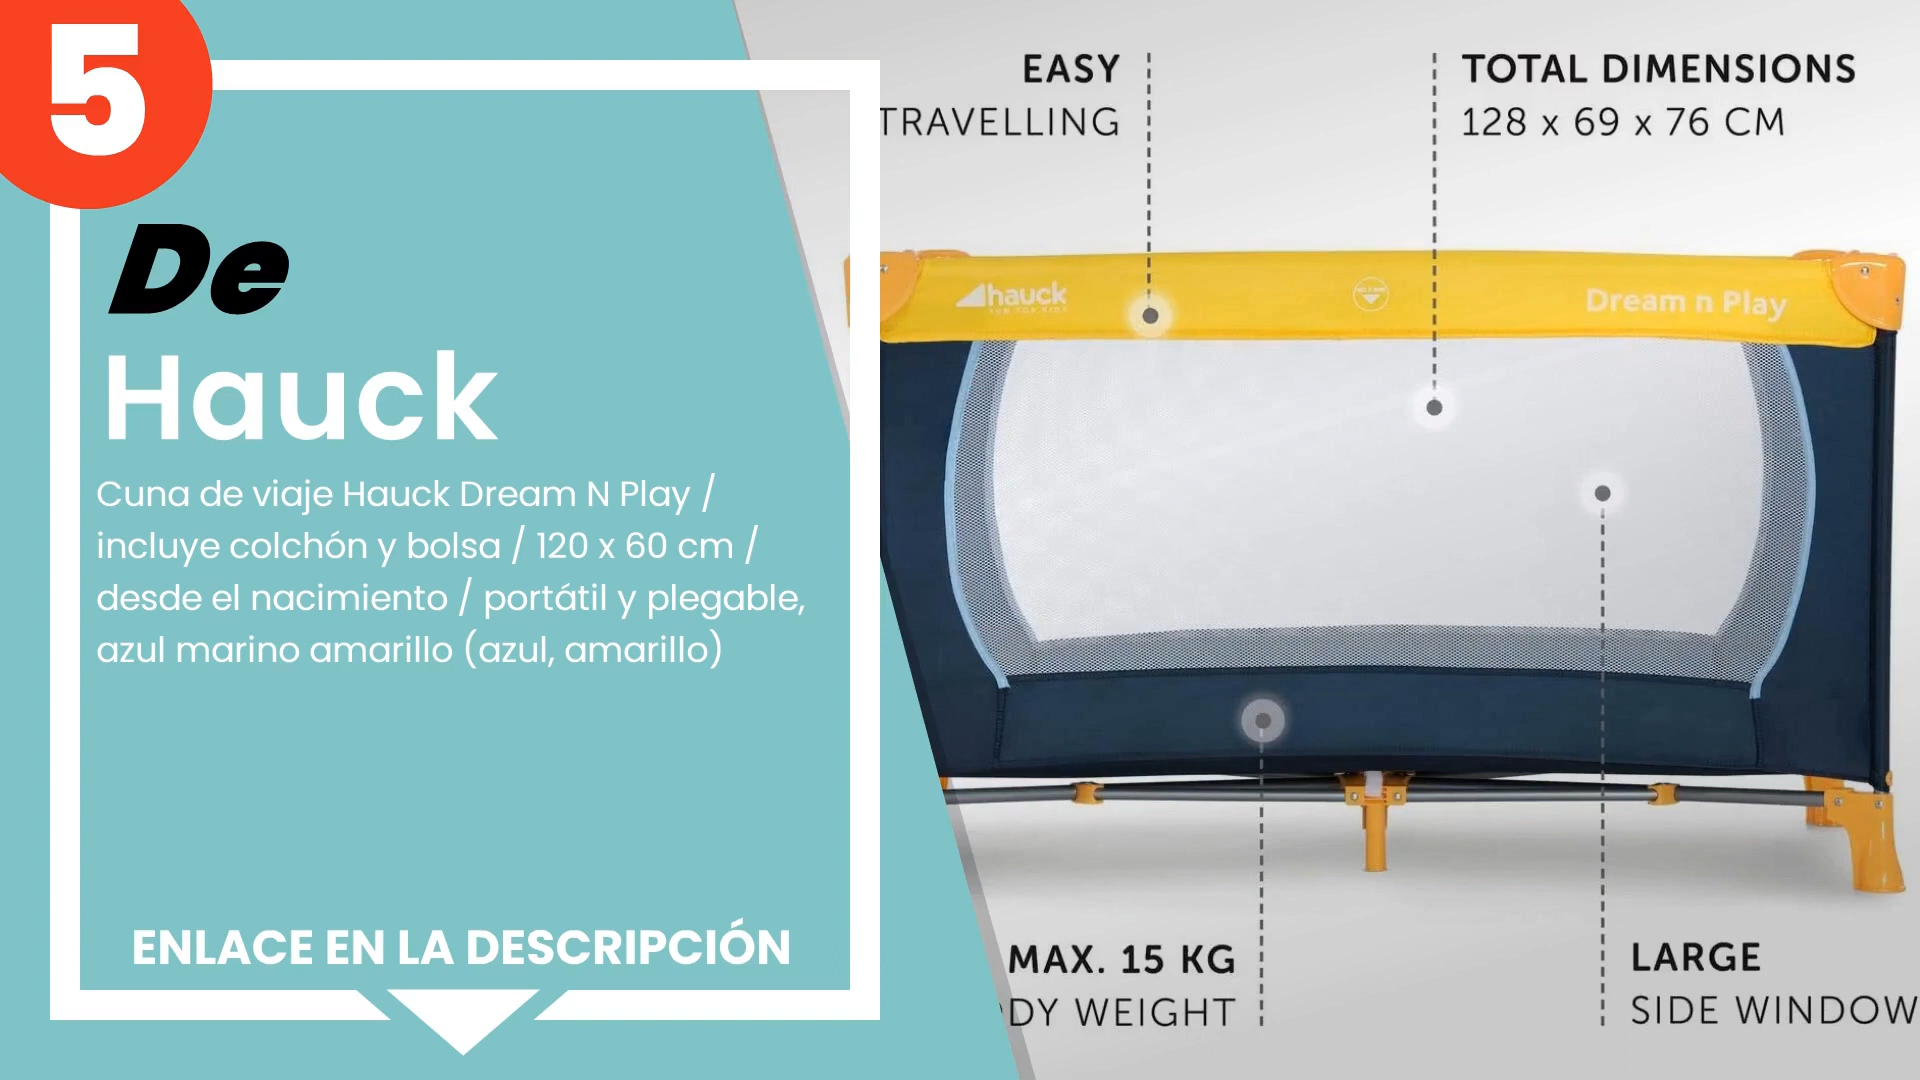 5
De
Hauck
Cuna de viaje Hauck Dream N Play /
incluye colchón y bolsa / 120 x 60 cm /
desde el nacimiento / portátil y plegable,
azul marino amarillo (azul, amarillo)
ENLACE EN LA DESCRIPCIÓN
EASY
TRAVELLING
TOTAL DIMENSIONS
128 x 69 x 76 CM
hauck
Dream n Play
MAX. 15 KG
DY WEIGHT
LARGE
SIDE WINDOW